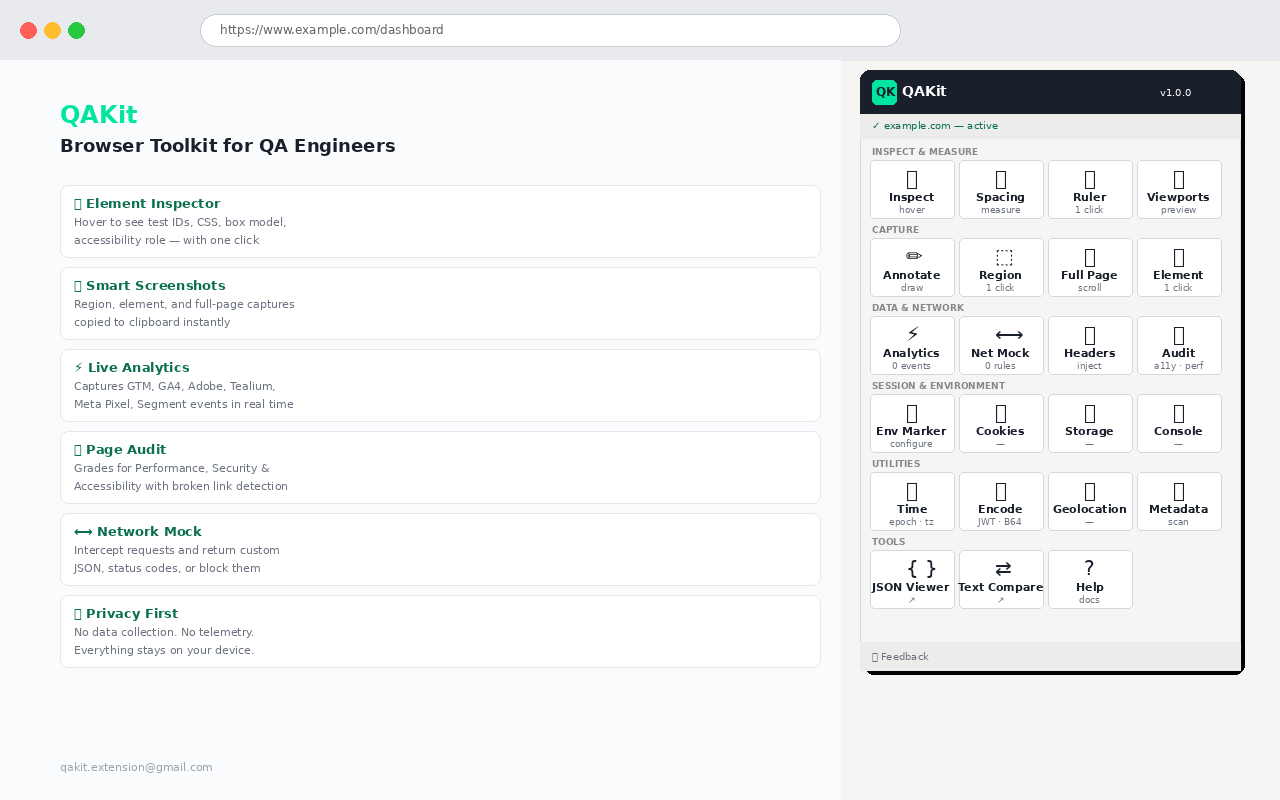 https://www.example.com/dashboard
QAKit
Browser Toolkit for QA Engineers
Element Inspector
Hover to see test IDs, CSS, box model,
accessibility role — with one click
Smart Screenshots
Region, element, and full-page captures
copied to clipboard instantly
⚡ Live Analytics
Captures GTM, GA4, Adobe, Tealium,
Meta Pixel, Segment events in real time
Page Audit
Grades for Performance, Security &
Accessibility with broken link detection
⟷ Network Mock
Intercept requests and return custom
JSON, status codes, or block them
Privacy First
No data collection. No telemetry.
Everything stays on your device.
qakit.extension@gmail.com
QK QAKit v1.0.0
✓ example.com — active
INSPECT & MEASURE
Inspect Spacing Ruler Viewports
hover measure 1 click preview
CAPTURE
Annotate Region Full Page Element
draw 1 click scroll 1 click
DATA & NETWORK
Analytics Net Mock Headers Audit
0 events 0 rules inject a11y · perf
SESSION & ENVIRONMENT
Env Marker Cookies Storage Console
configure — — —
UTILITIES
Time Encode Geolocation Metadata
epoch · tz JWT · B64 — scan
TOOLS
{ } ⇄ ?
JSON Viewer Text Compare Help
↗ ↗ docs
Feedback